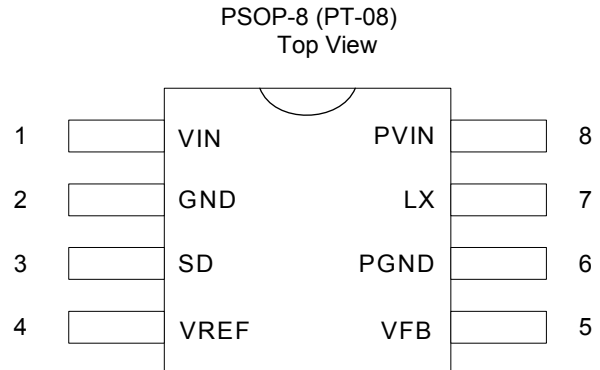 PSOP-8 (PT-08)
Top View
1 VIN PVIN 8
2 GND LX 7
3 SD PGND 6
4 VREF VFB 5